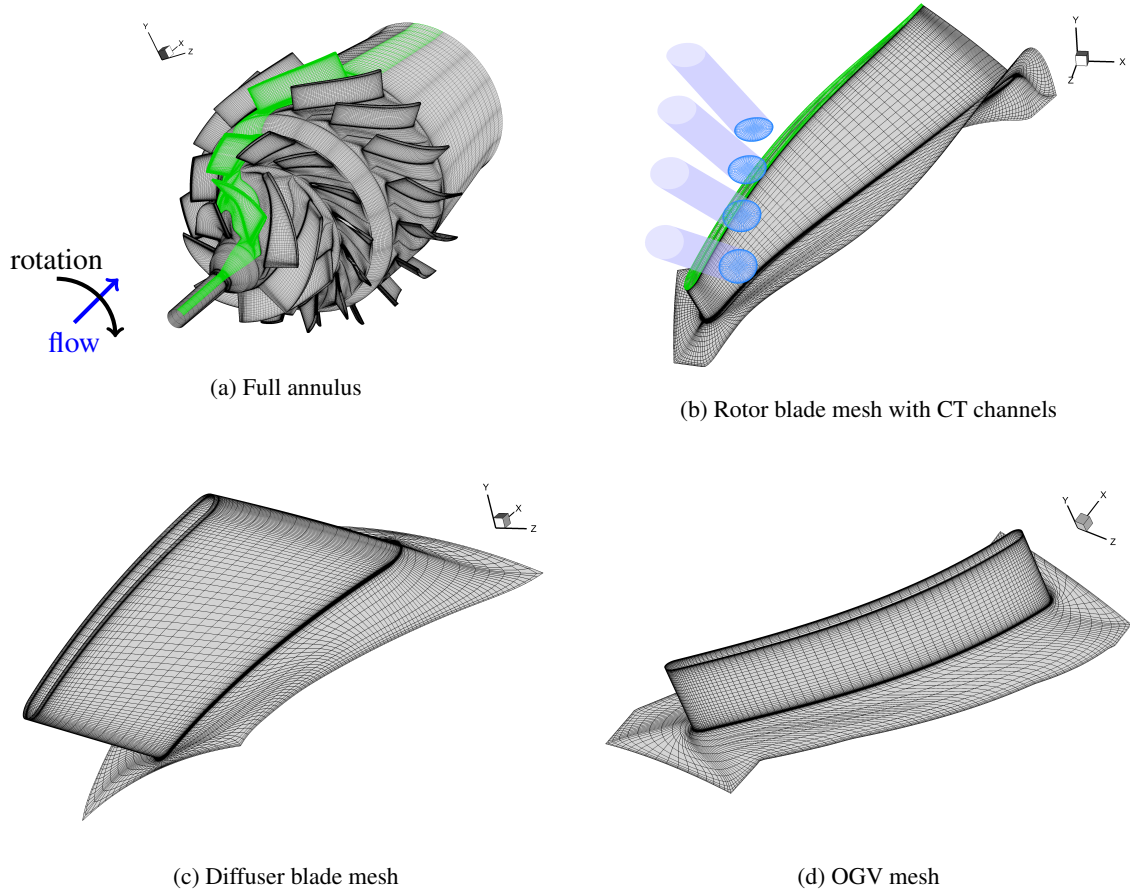 Y
X
Z
rotation
flow
(a) Full annulus
Y
X
Z
(b) Rotor blade mesh with CT channels
Y
X
Z
(c) Diffuser blade mesh
Y
X
Z
(d) OGV mesh